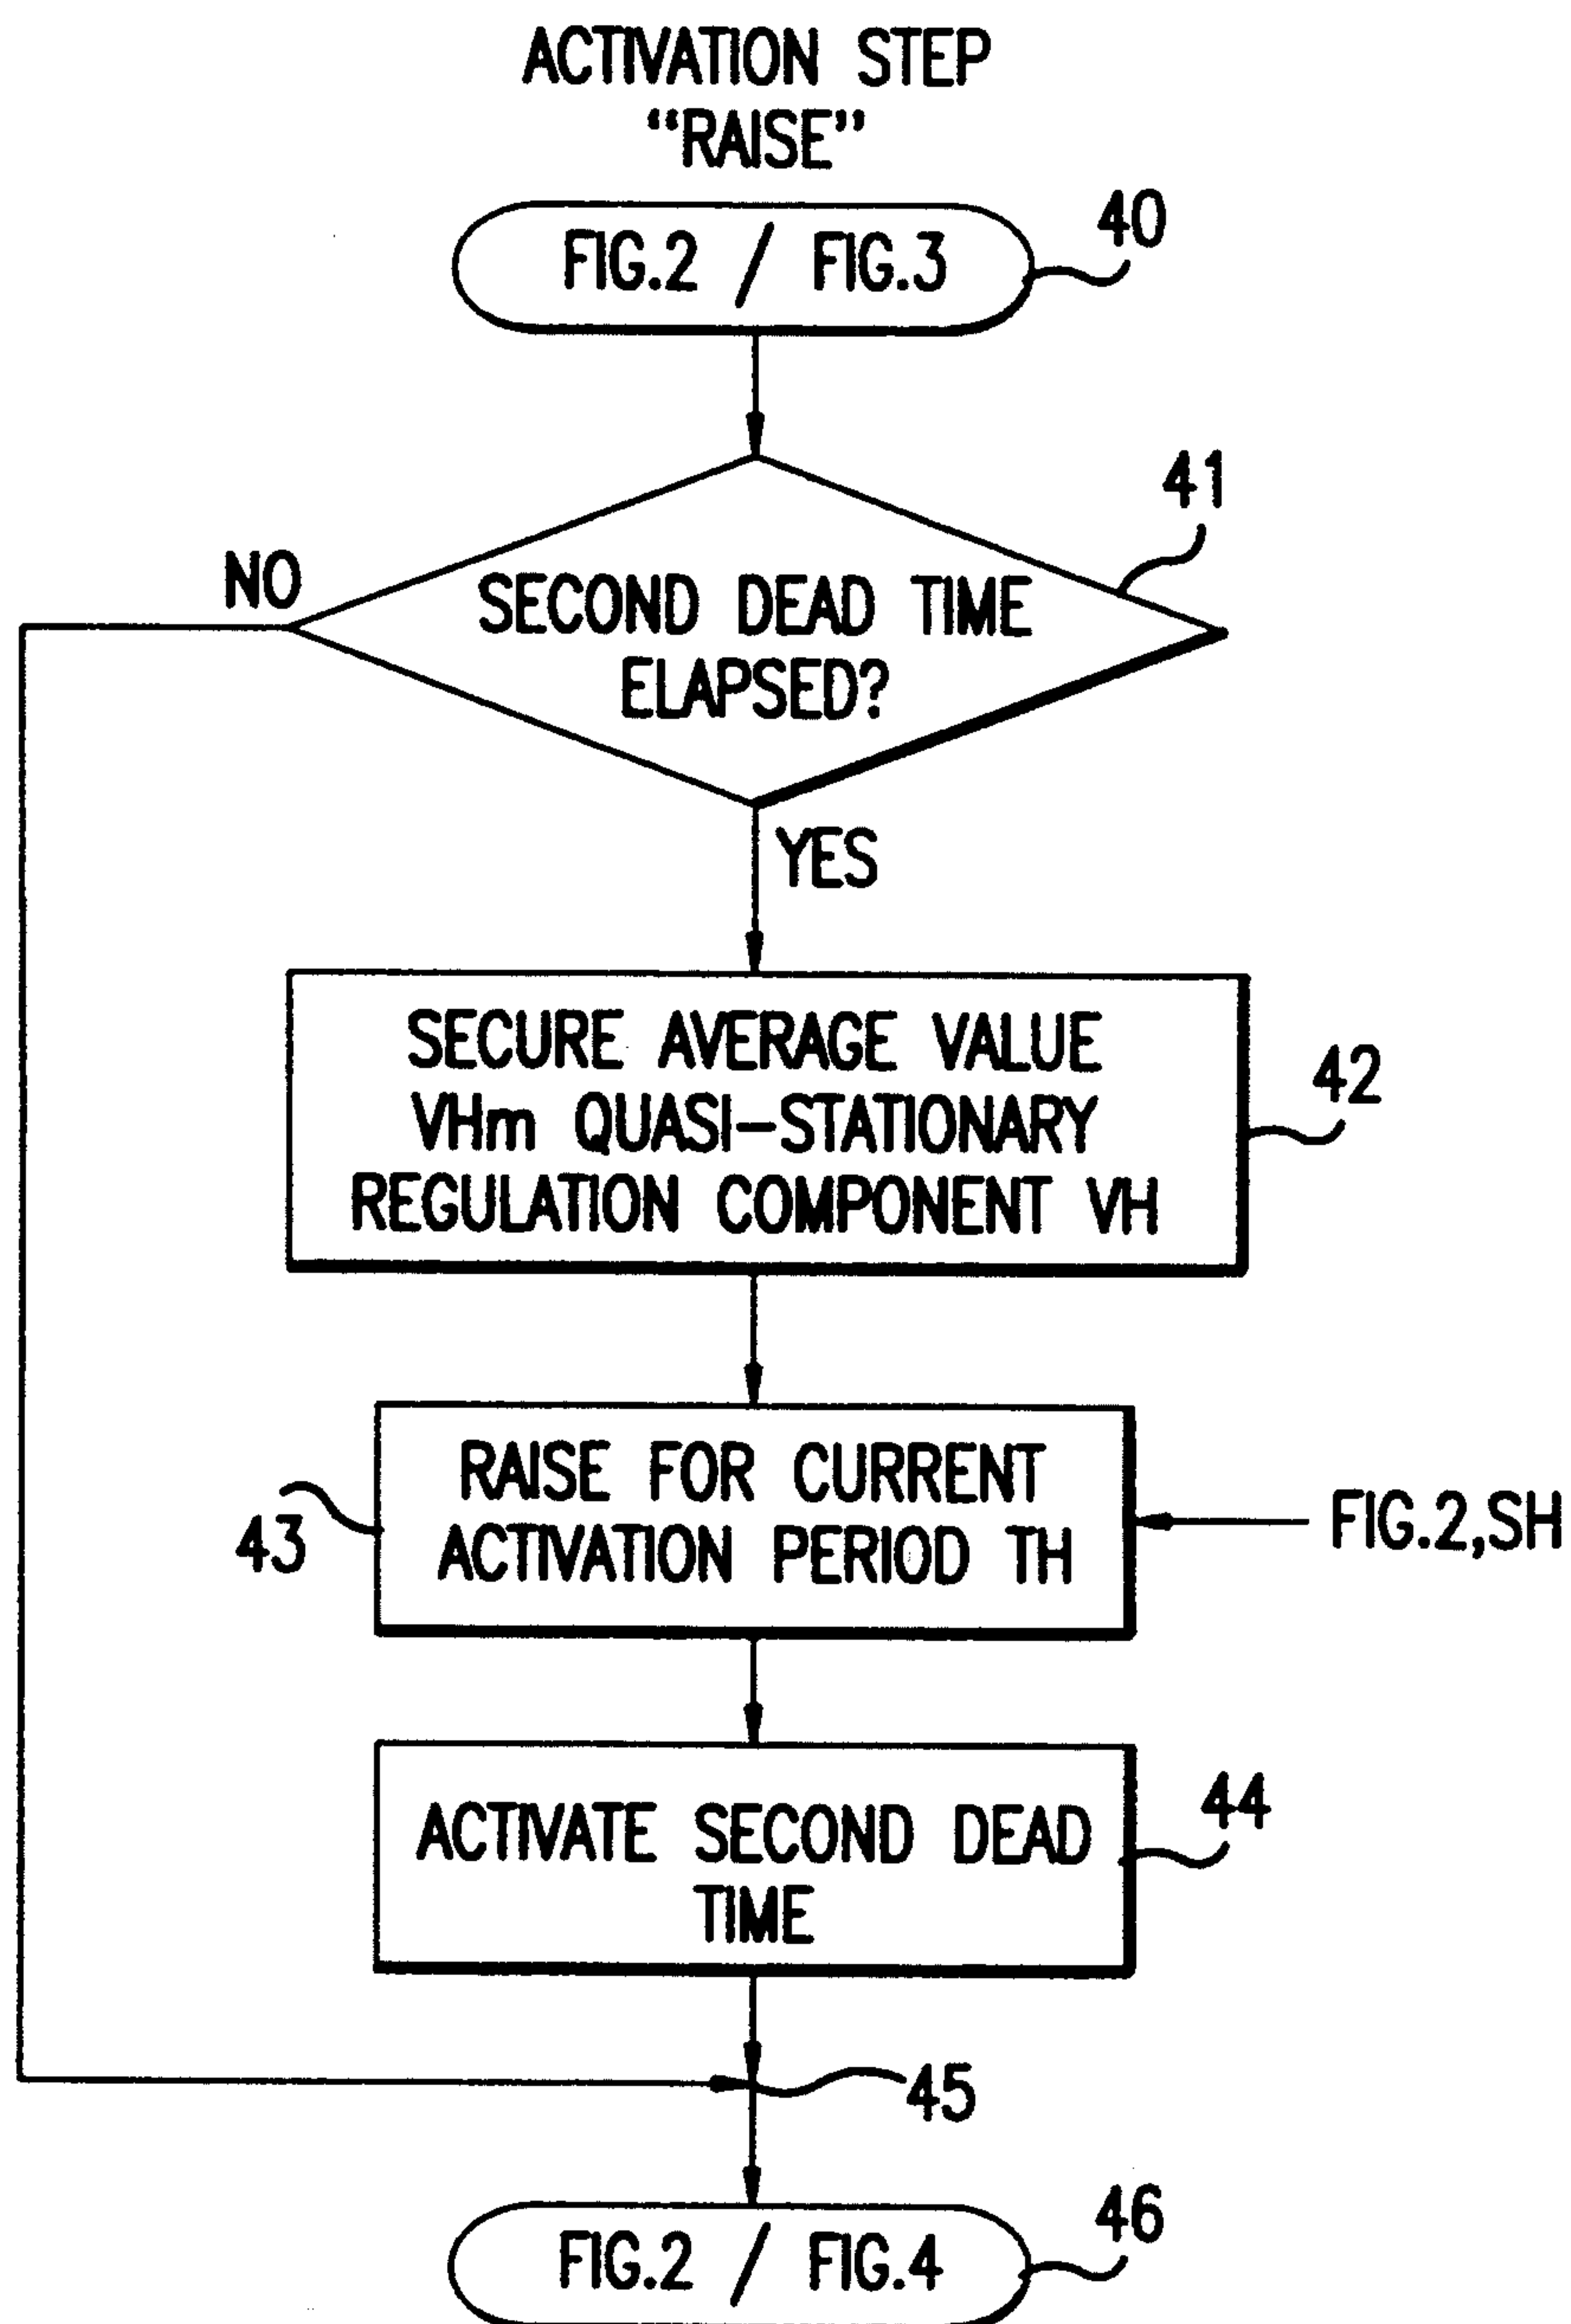 ACTIVATION STEP
“RAISE”
FIG.2 / FIG.3
40
41
NO
SECOND DEAD TIME
ELAPSED?
YES
SECURE AVERAGE VALUE
VHm QUASI-STATIONARY
REGULATION COMPONENT VH
42
RAISE FOR CURRENT
ACTIVATION PERIOD TH
43
FIG.2,SH
ACTIVATE SECOND DEAD
TIME
44
45
FIG.2 / FIG.4
46